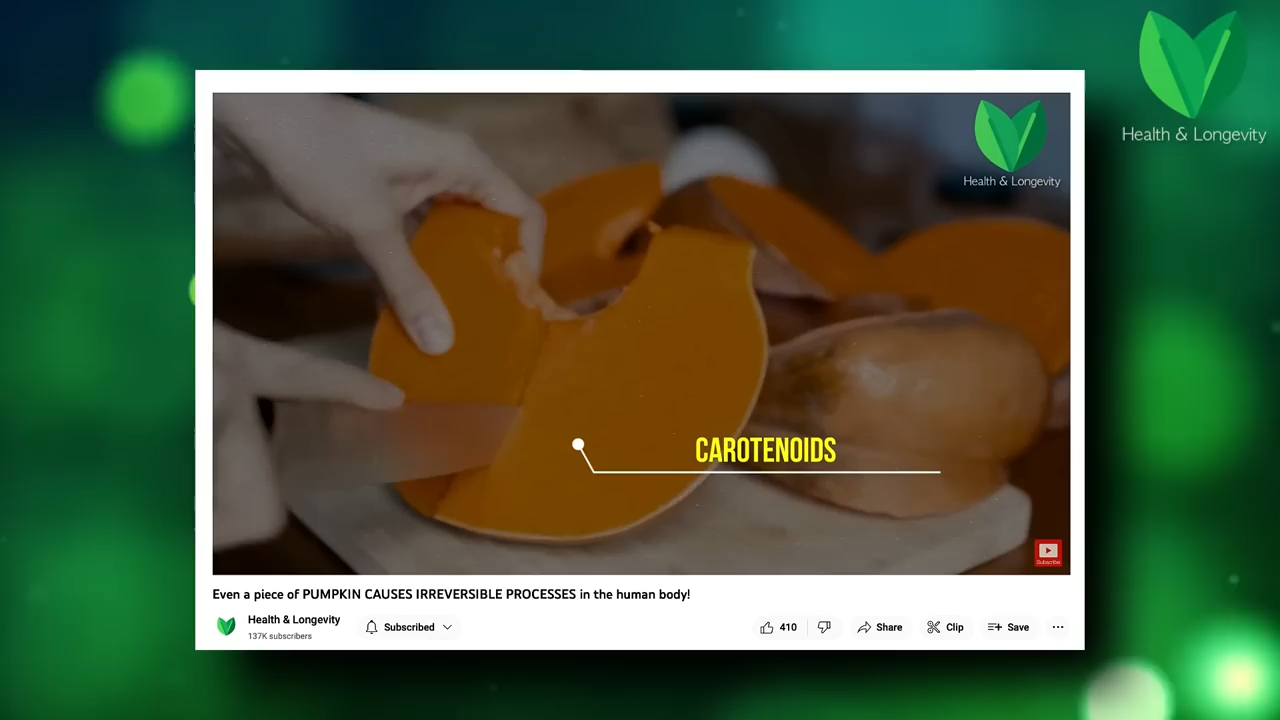 Health & Longevity
Health & Longevity
CAROTENOIDS
Subscribe
Even a piece of PUMPKIN CAUSES IRREVERSIBLE PROCESSES in the human body!
Health & Longevity
137K subscribers
Subscribed
410
Share
Clip
Save